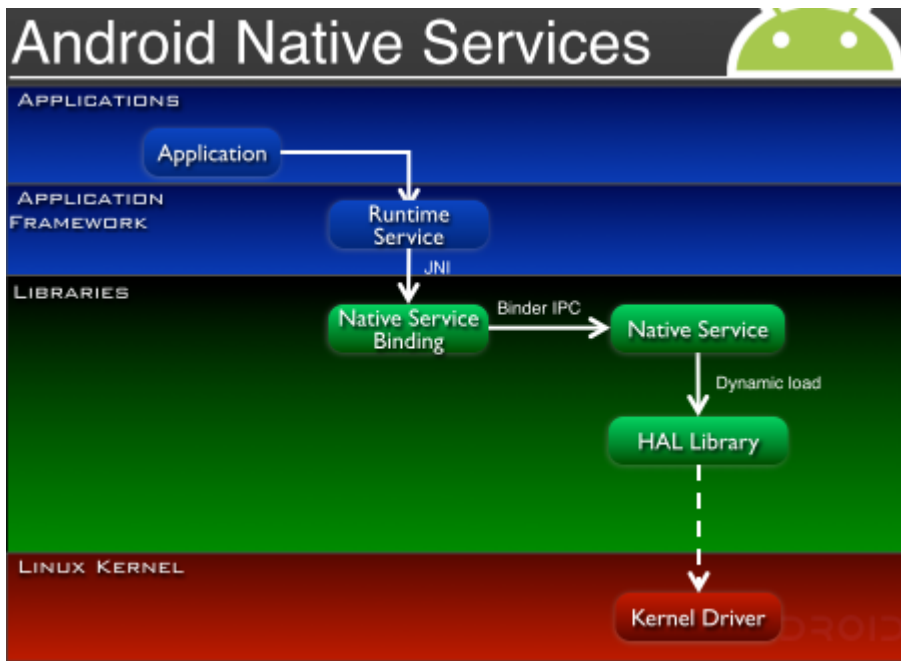 Android Native Services
APPLICATIONS
Application
APPLICATION
FRAMEWORK
Runtime
Service
JNI
LIBRARIES
Native Service
Binding
Binder IPC
Native Service
Dynamic load
HAL Library
LINUX KERNEL
Kernel Driver